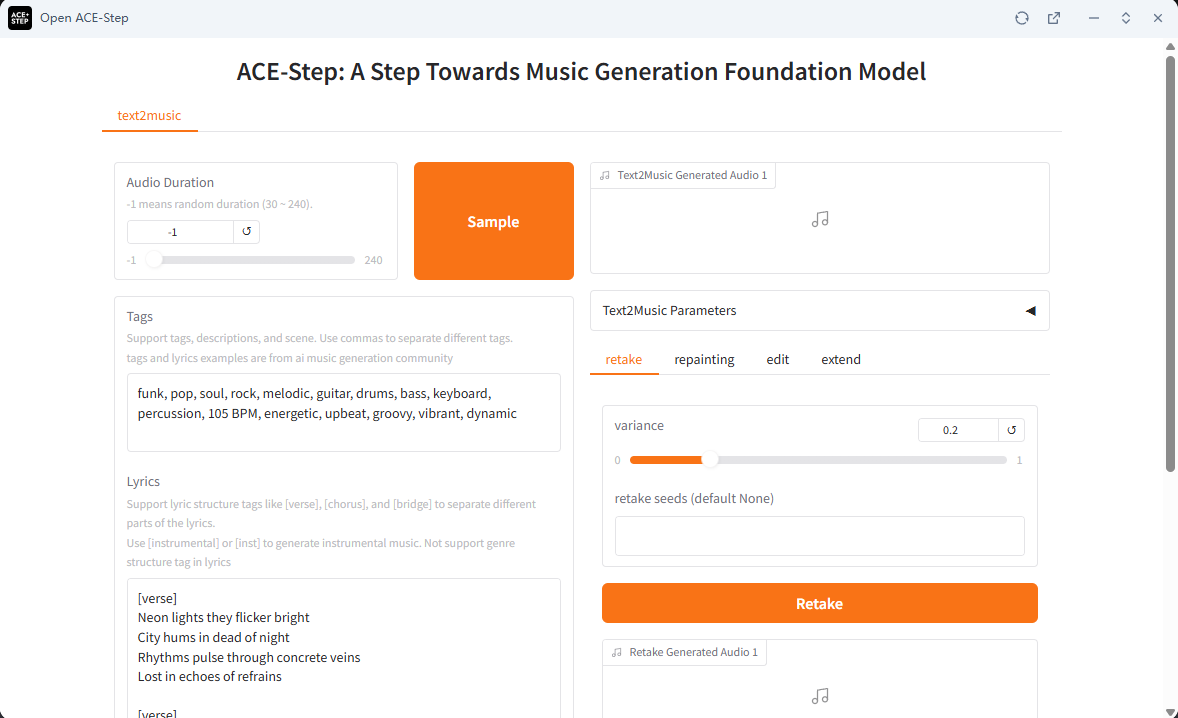 ACE-STEP
Open ACE-Step
ACE-Step: A Step Towards Music Generation Foundation Model
text2music
Audio Duration
-1 means random duration (30 ~ 240).
-1
↺
-1
240
Sample
Tags
Support tags, descriptions, and scene. Use commas to separate different tags.
tags and lyrics examples are from ai music generation community
funk, pop, soul, rock, melodic, guitar, drums, bass, keyboard,
percussion, 105 BPM, energetic, upbeat, groovy, vibrant, dynamic
Lyrics
Support lyric structure tags like [verse], [chorus], and [bridge] to separate different
parts of the lyrics.
Use [instrumental] or [inst] to generate instrumental music. Not support genre
structure tag in lyrics
[verse]
Neon lights they flicker bright
City hums in dead of night
Rhythms pulse through concrete veins
Lost in echoes of refrains
[verse]
Text2Music Generated Audio 1
Text2Music Parameters
retake repainting edit extend
variance
0.2
↺
0
1
retake seeds (default None)
Retake
Retake Generated Audio 1